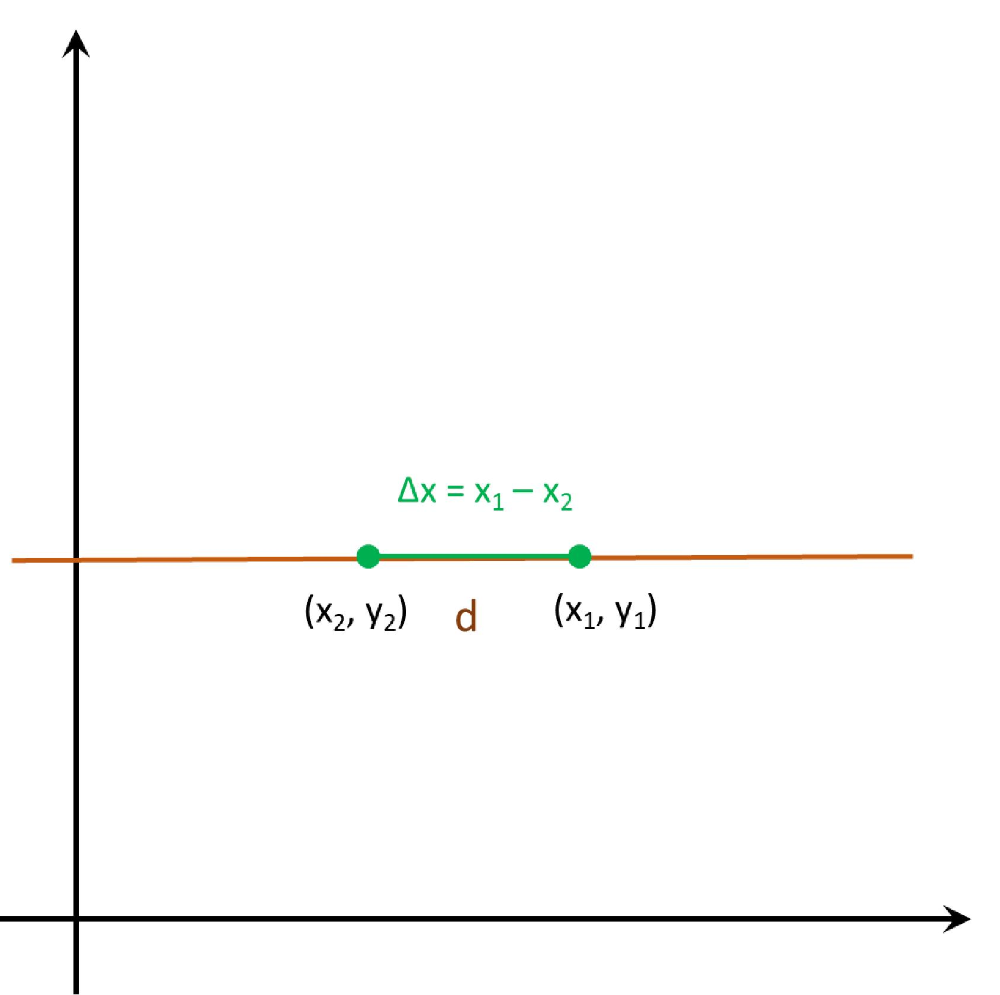 Δx = x₁ – x₂
(x₂, y₂) d (x₁, y₁)